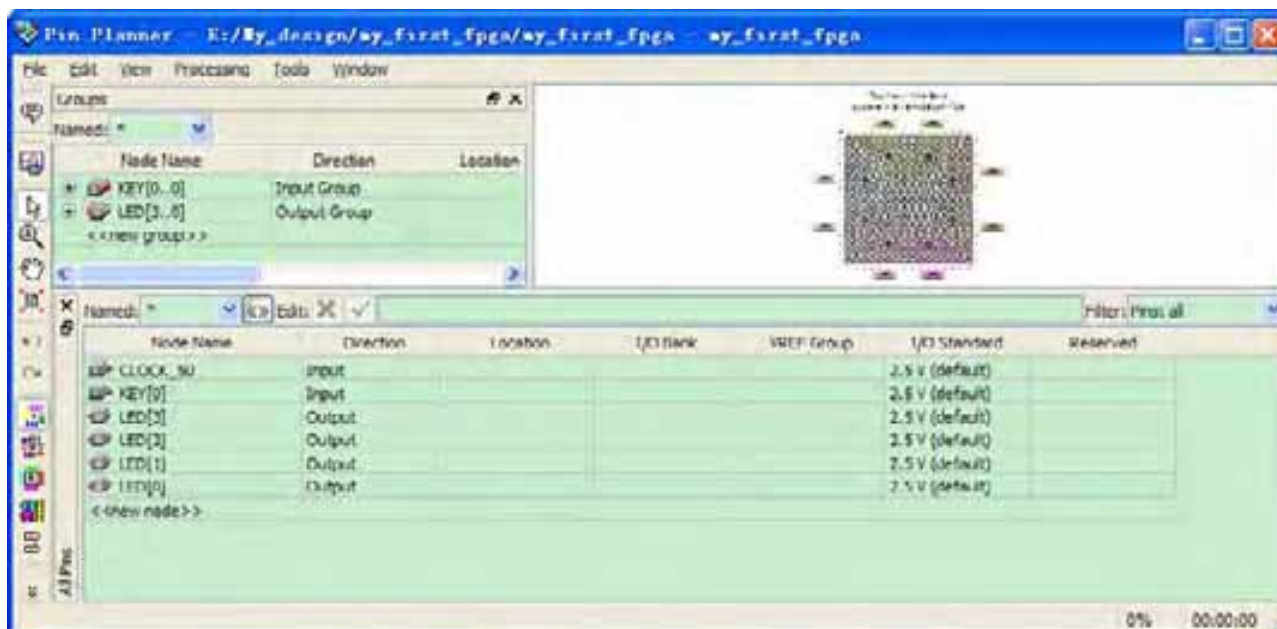 Pin Planner - E:/My_design/my_first_fpga/my_first_fpga - my_first_fpga
File Edit View Processing Tools Window
Groups
Named: *
Node Name Direction Location
KEY[0..0] Input Group
LED[3..0] Output Group
<<new group>>
Named: * Edit: Filter: Pins: all
Node Name Direction Location I/O Bank VREF Group I/O Standard Reserved
CLOCK_50 Input 2.5 V (default)
KEY[0] Input 2.5 V (default)
LED[3] Output 2.5 V (default)
Output 2.5 V (default)
LED[1] Output 2.5 V (default)
LED[0] Output 2.5 V (default)
<<new node>>
All Pins
0% 00:00:00